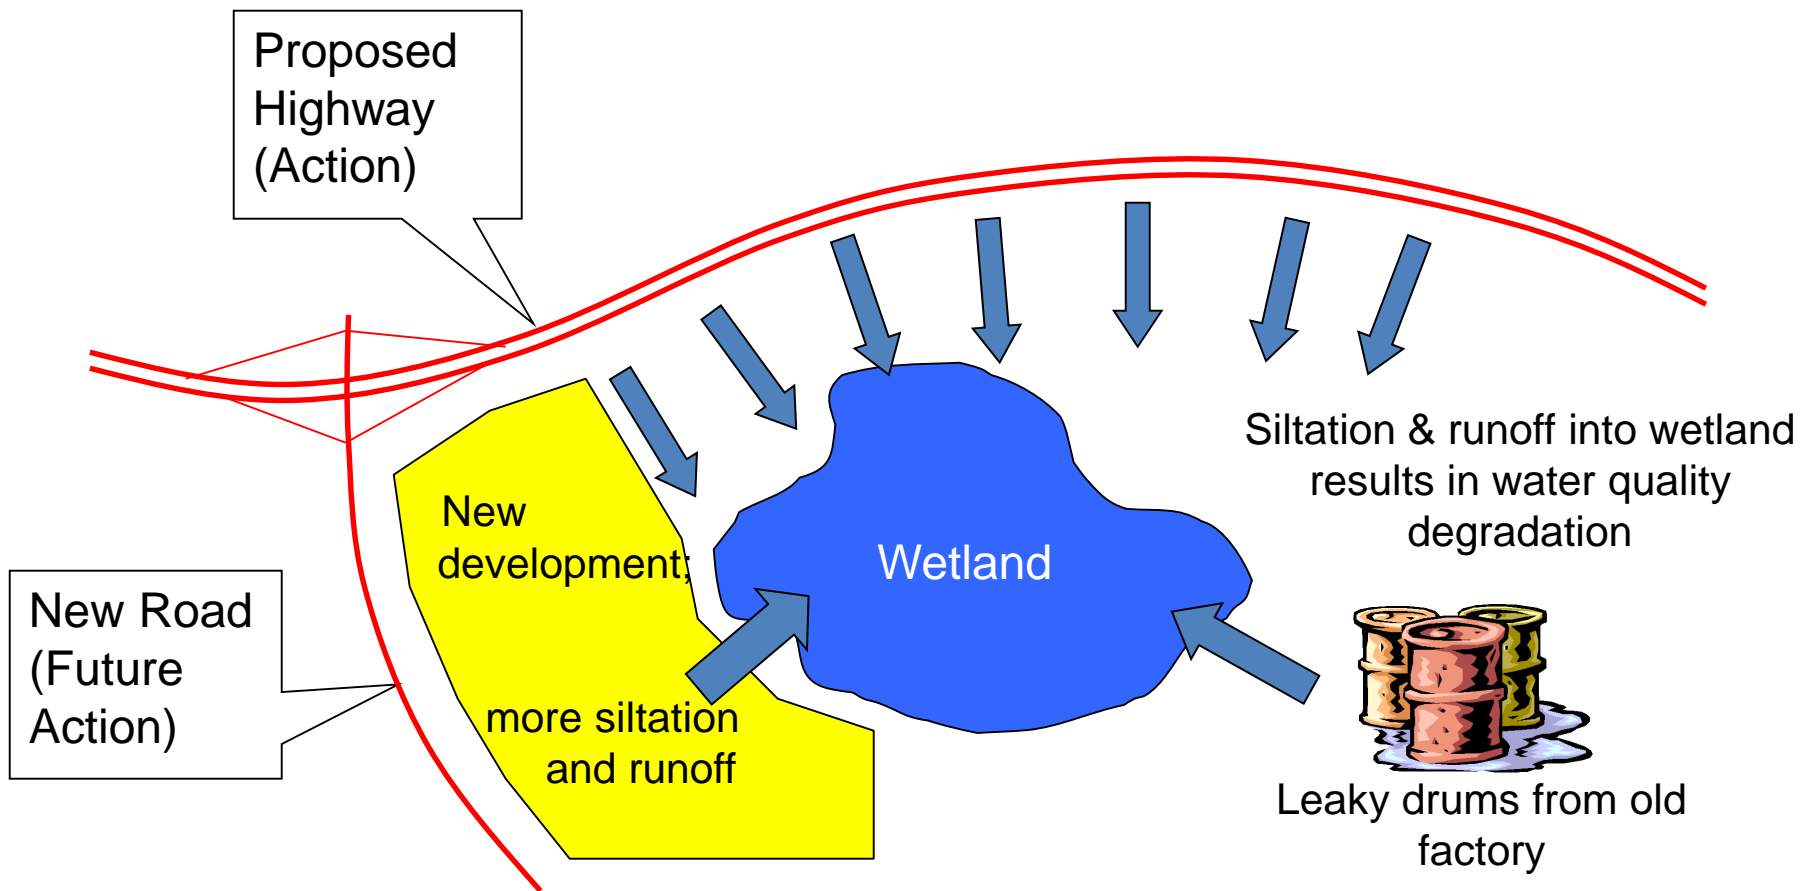 Proposed
Highway
(Action)
Siltation & runoff into wetland
results in water quality
degradation
New
development;
Wetland
New Road
(Future
Action)
more siltation
and runoff
Leaky drums from old
factory